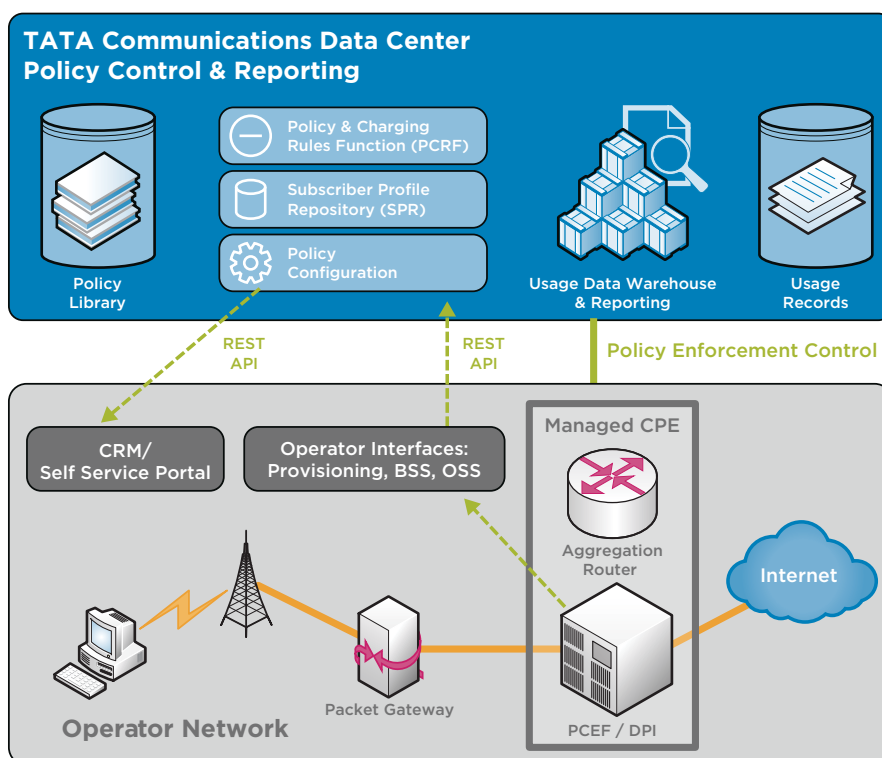 TATA Communications Data Center
Policy Control & Reporting
Policy & Charging
Rules Function (PCRF)
Subscriber Profile
Repository (SPR)
Policy
Configuration
Policy
Library
Usage Data Warehouse
& Reporting
Usage
Records
REST
API
REST
API
Policy Enforcement Control
CRM/
Self Service Portal
Operator Interfaces:
Provisioning, BSS, OSS
Managed CPE
Aggregation
Router
Internet
Packet Gateway
PCEF / DPI
Operator Network